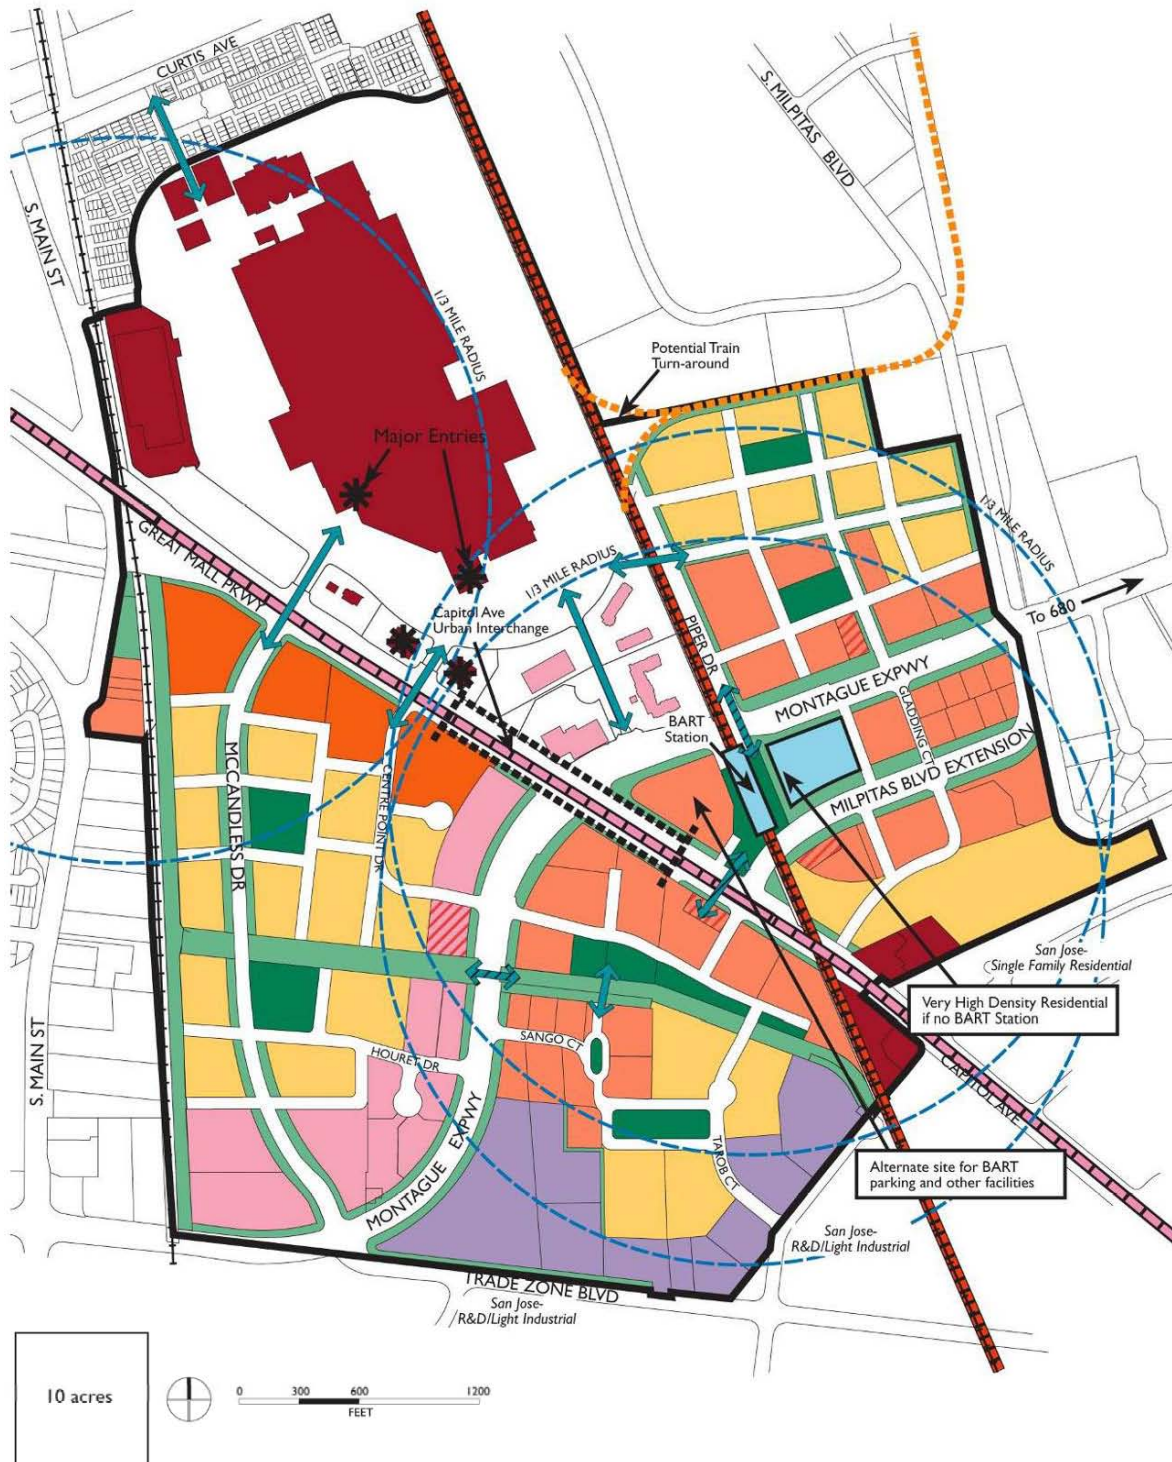 CURTIS AVE
S. MILPITAS BLVD
S. MAIN ST
1/3 MILE RADIUS
Potential Train
Turn-around
Major Entries
1/3 MILE RADIUS
GREAT MALL PKWY
1/3 MILE RADIUS
Capitol Ave
Urban Interchange
To 680
PIPER DR
MONTAGUE EXPWY
GLADDING CT
BART
Station
MILPITAS BLVD EXTENSION
MCCANDLESS DR
CENTRE POINT DR
San Jose-
Single Family Residential
Very High Density Residential
if no BART Station
SANGO CT
HOURET DR
S. MAIN ST
CAPITOL AVE
MONTAGUE EXPWY
TAROB CT
Alternate site for BART
parking and other facilities
San Jose-
R&D/Light Industrial
TRADE ZONE BLVD
San Jose-
R&D/Light Industrial
10 acres
0 300 600 1200
FEET